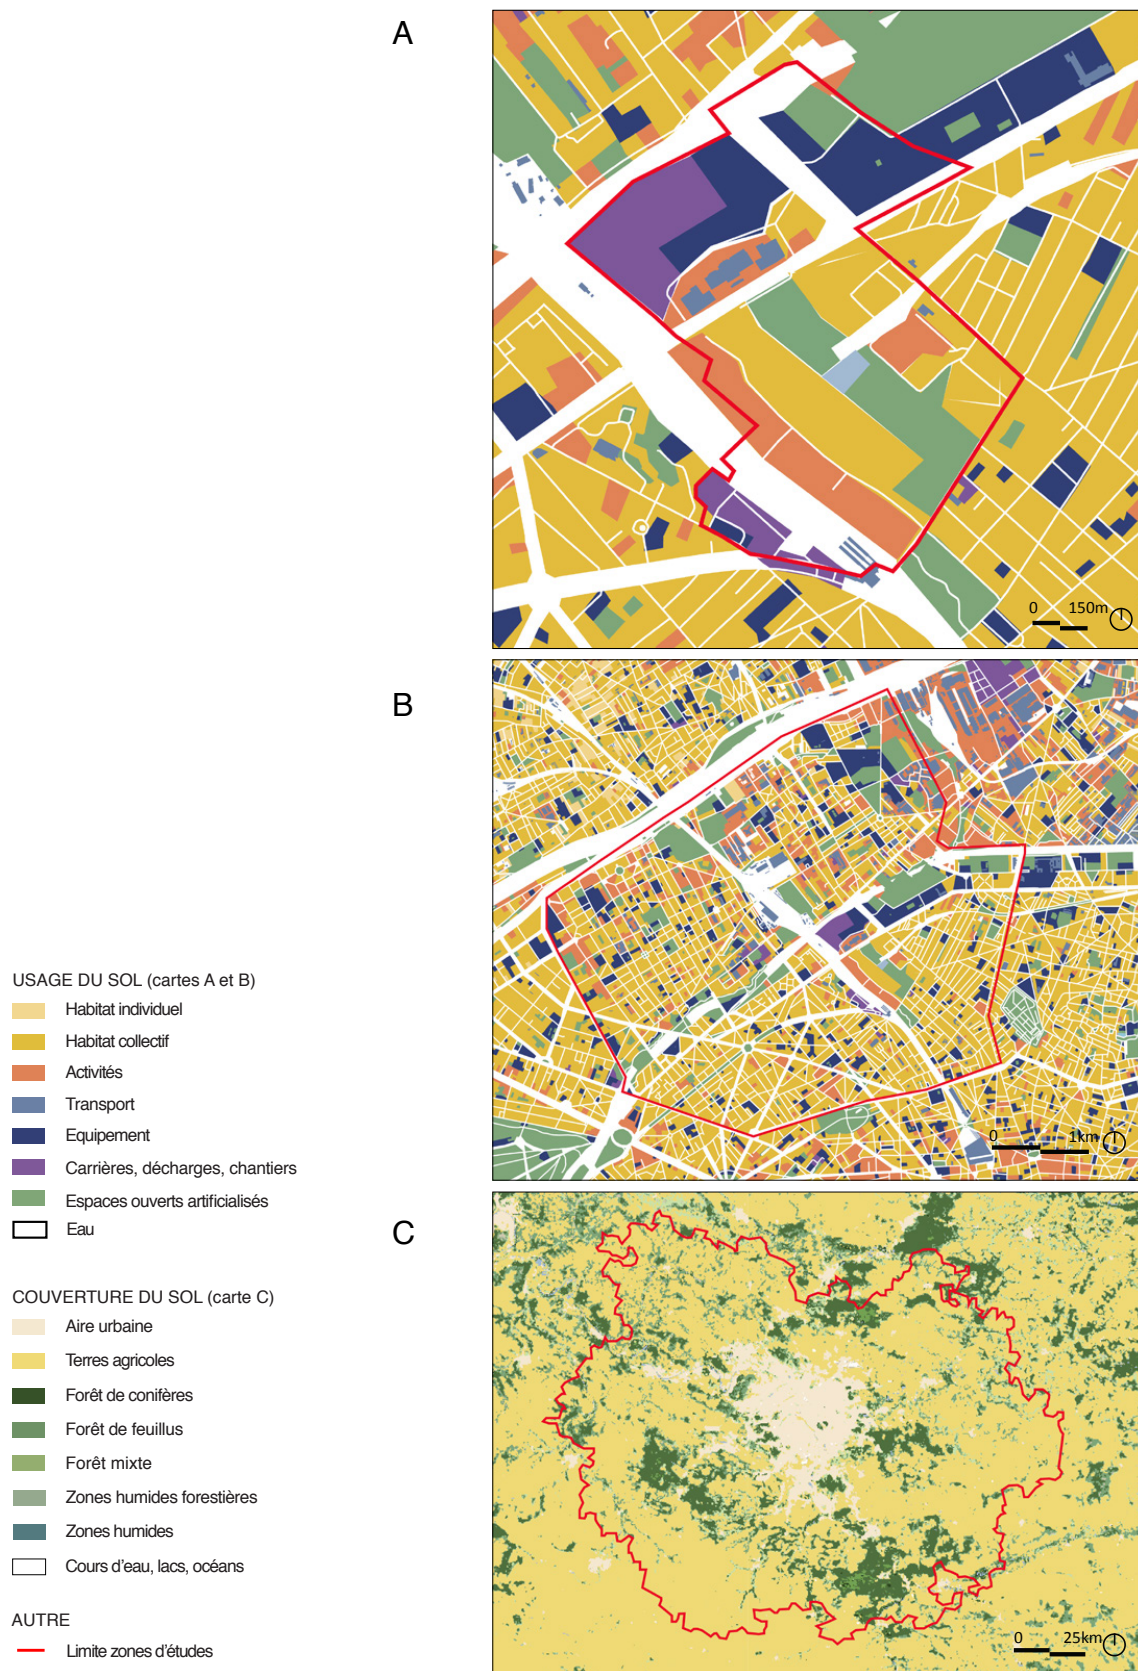 A
0 150m
B
0 1km
C
0 25km
USAGE DU SOL (cartes A et B)
Habitat individuel
Habitat collectif
Activités
Transport
Equipement
Carrières, décharges, chantiers
Espaces ouverts artificialisés
Eau
COUVERTURE DU SOL (carte C)
Aire urbaine
Terres agricoles
Forêt de conifères
Forêt de feuillus
Forêt mixte
Zones humides forestières
Zones humides
Cours d'eau, lacs, océans
AUTRE
Limite zones d'études